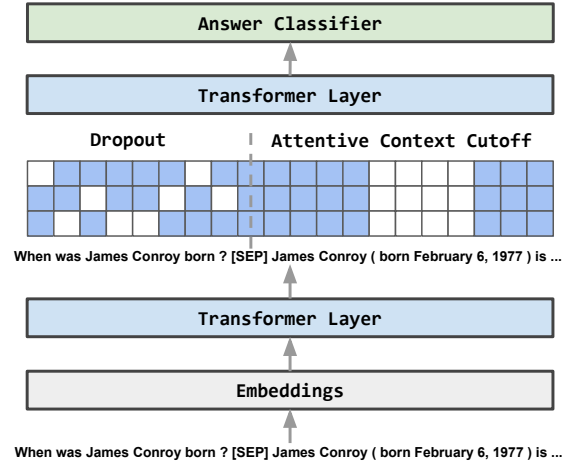 Answer Classifier
Transformer Layer
Dropout Attentive Context Cutoff
When was James Conroy born ? [SEP] James Conroy ( born February 6, 1977 ) is ...
Transformer Layer
Embeddings
When was James Conroy born ? [SEP] James Conroy ( born February 6, 1977 ) is ...